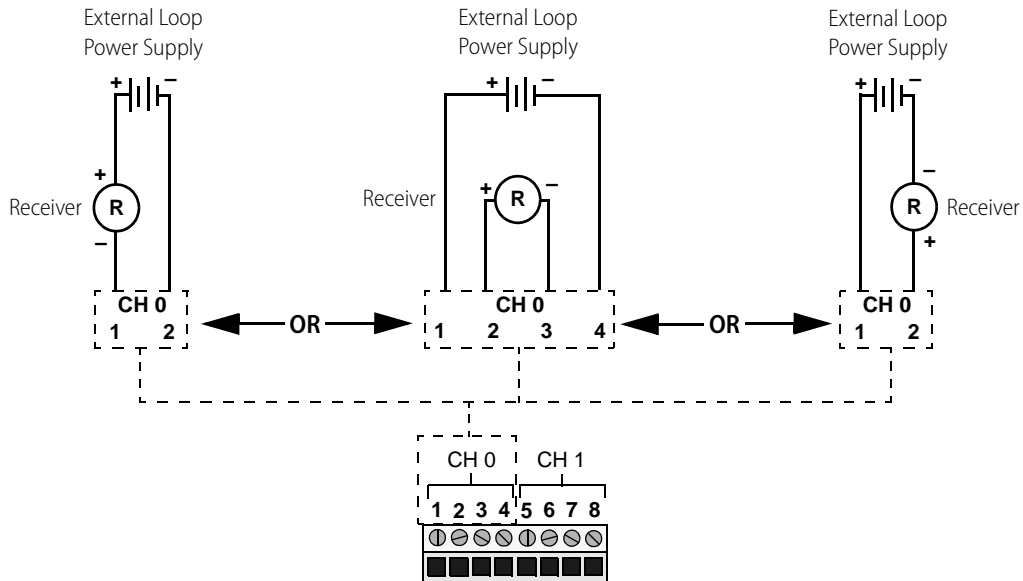 External Loop
Power Supply
External Loop
Power Supply
External Loop
Power Supply
+ –
+ –
+ –
+
Receiver R
–
Receiver + R –
–
R Receiver
+
CH 0
1 2
OR
CH 0
1 2 3 4
OR
CH 0
1 2
CH 0 CH 1
1 2 3 4 5 6 7 8